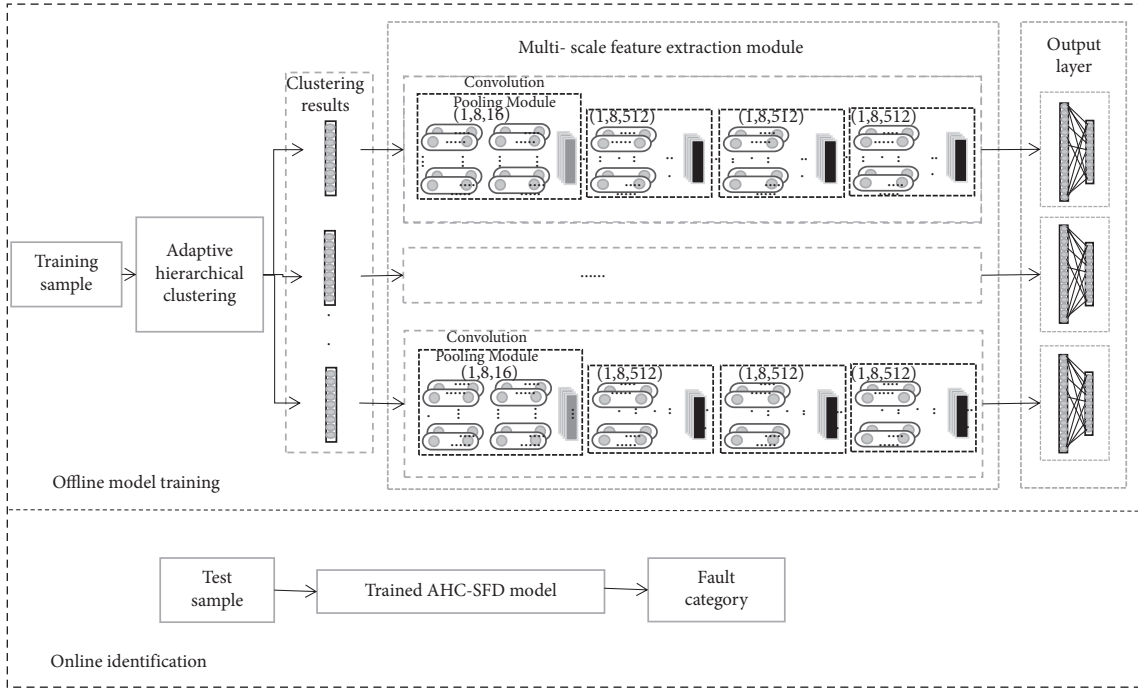 Multi- scale feature extraction module
Output
layer
Clustering
results
Convolution
Pooling Module
(1,8,16)
(1,8,512)
(1,8,512)
(1,8,512)
Training
sample
Adaptive
hierarchical
clustering
......
Convolution
Pooling Module
(1,8,16)
(1,8,512)
(1,8,512)
(1,8,512)
Offline model training
Test
sample
Trained AHC-SFD model
Fault
category
Online identification